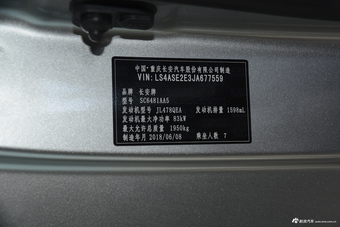 中国·重庆长安汽车股份有限公司制造
VIN: LS4ASE2E3JA677559
品牌 长安牌
型号 SC6481AA5 发动机排量 1598mL
发动机型号 JL478QEA
发动机最大净功率 83kW
最大允许总质量 1950kg
制造年月 2018/06/08 乘坐人数 7